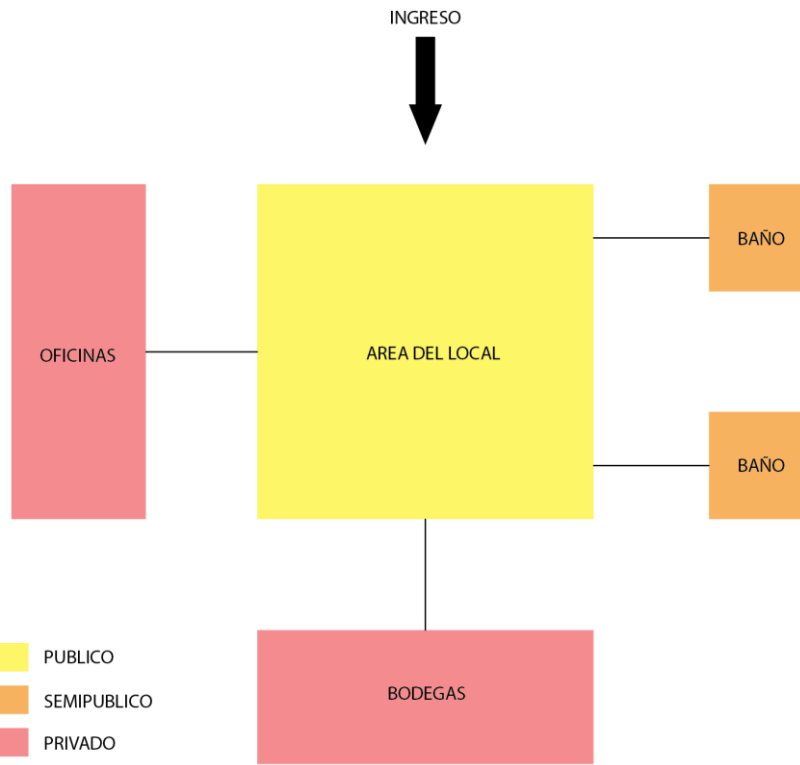 INGRESO
BAÑO
OFICINAS
AREA DEL LOCAL
BAÑO
BODEGAS
PUBLICO
SEMIPUBLICO
PRIVADO